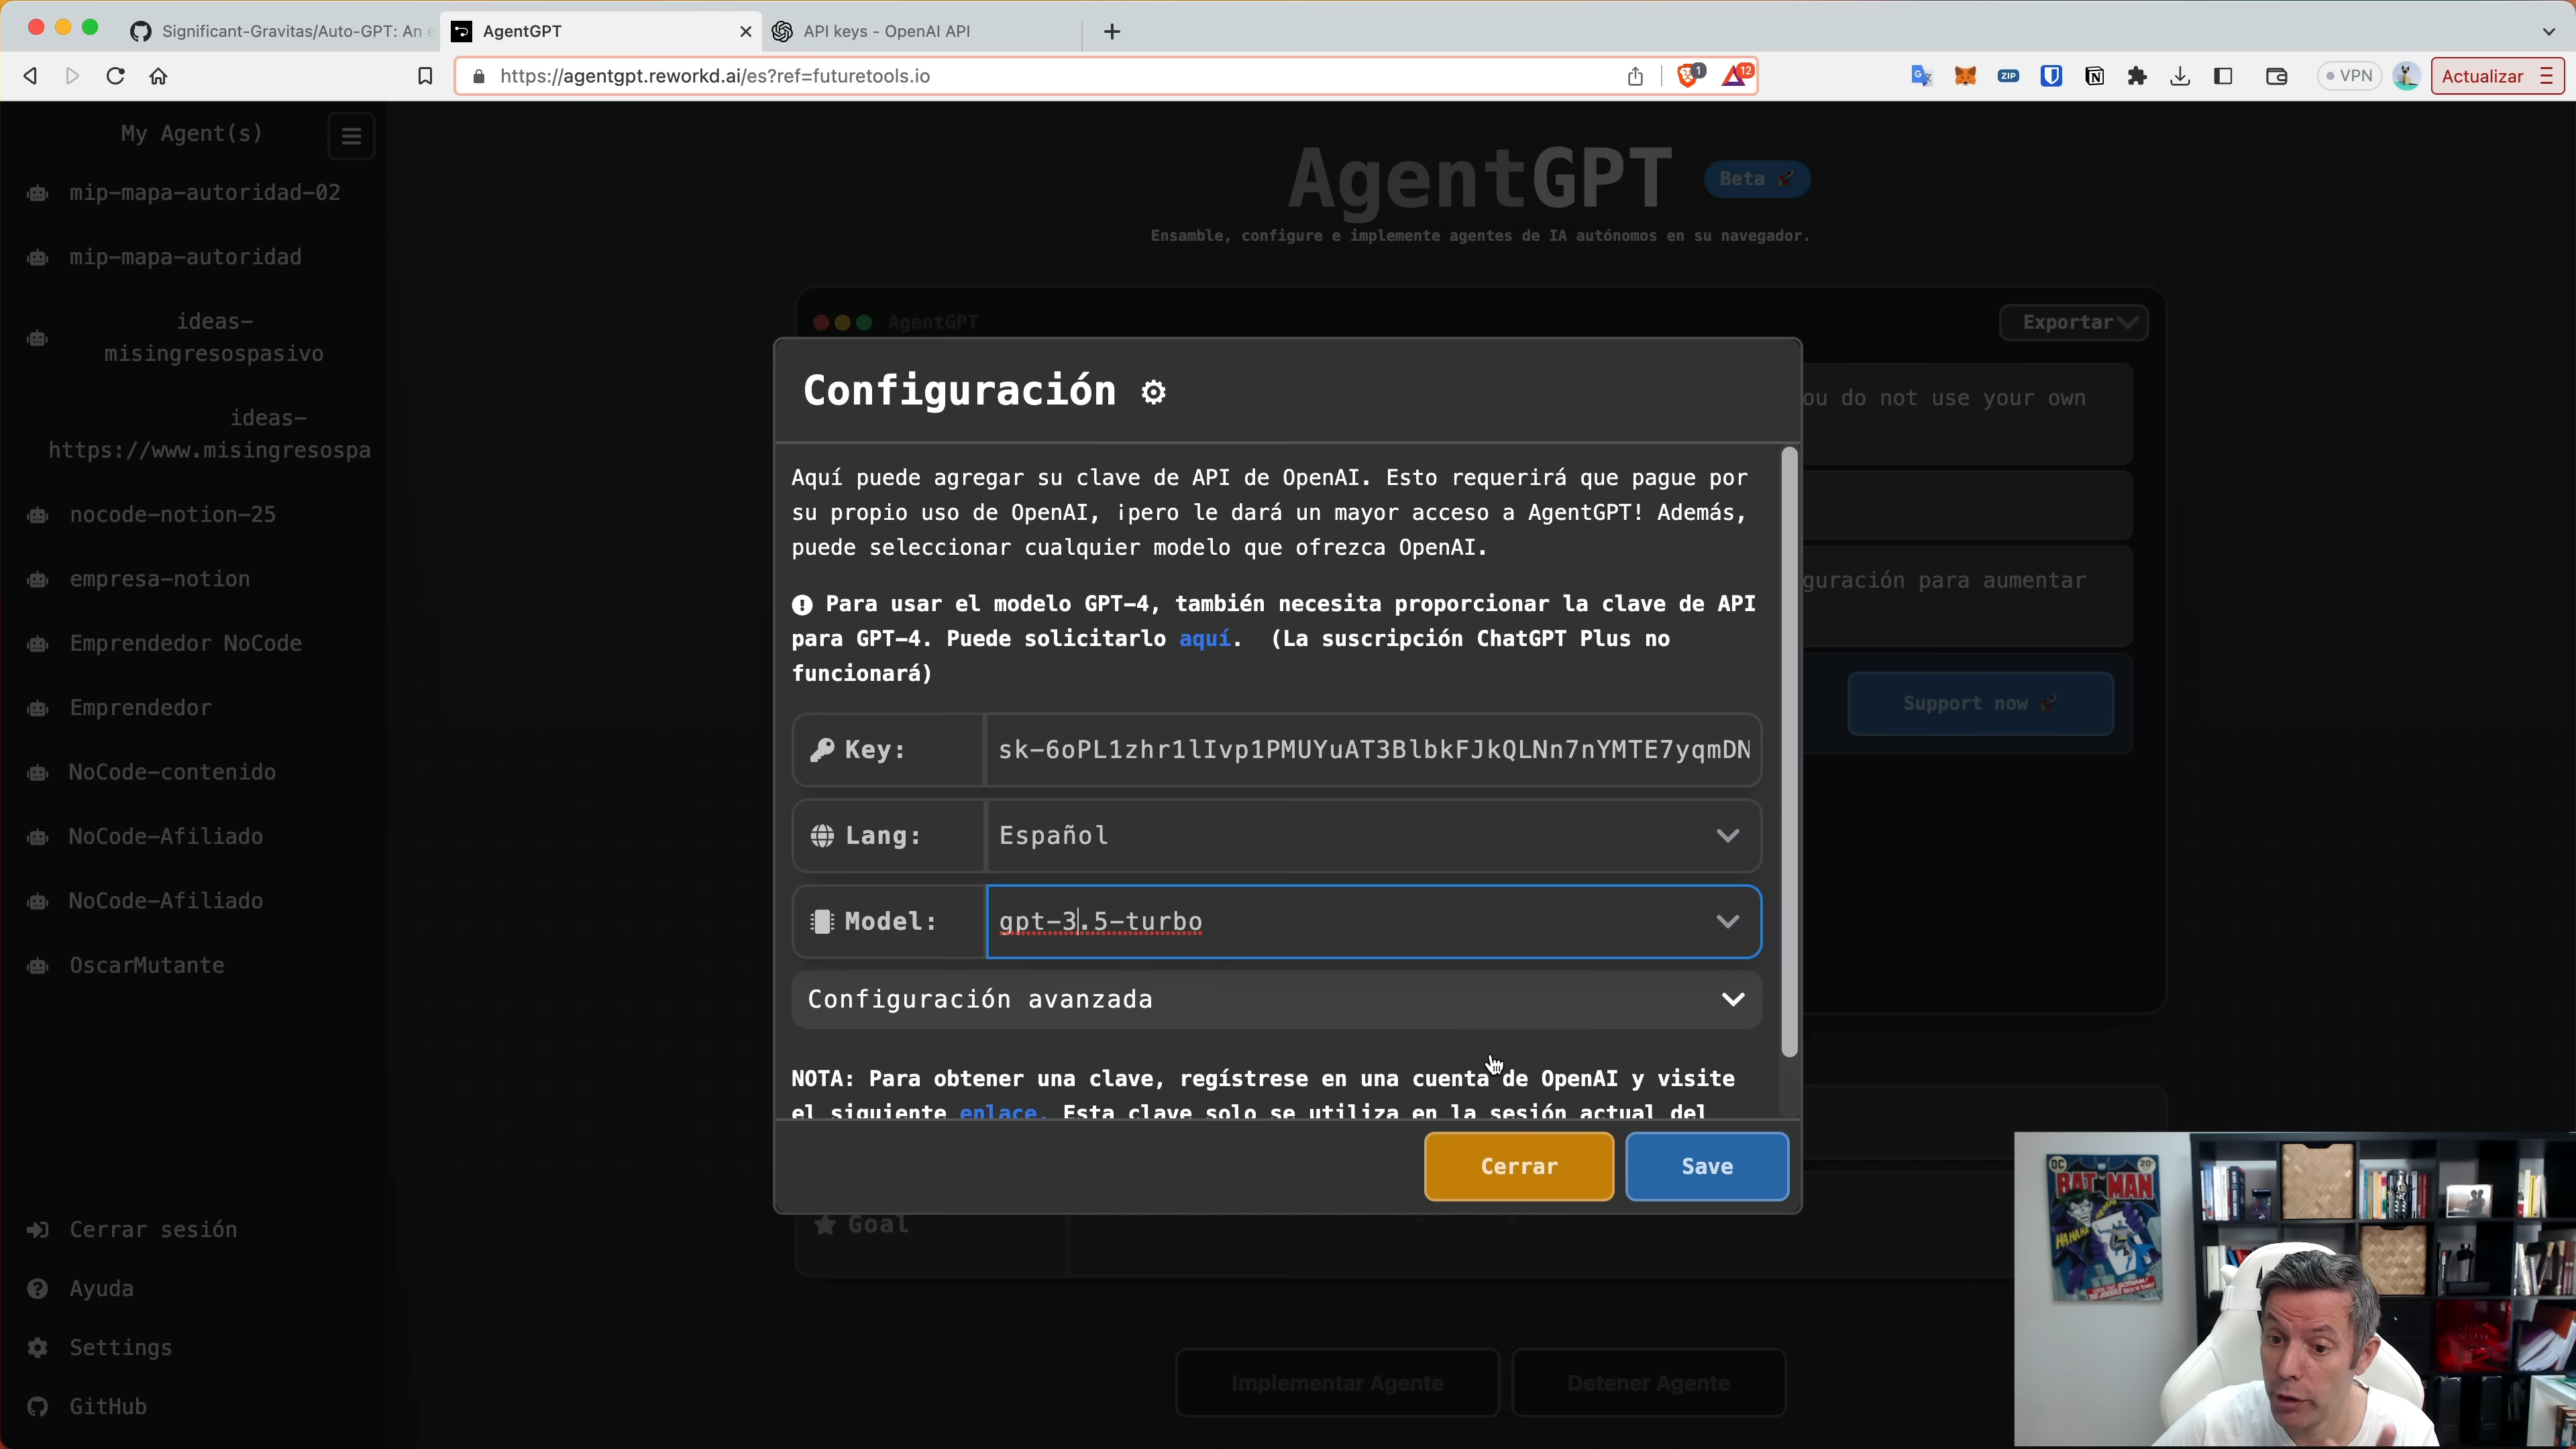 Significant-Gravitas/Auto-GPT: An e
AgentGPT
API keys - OpenAI API
https://agentgpt.reworkd.ai/es?ref=futuretools.io
1
12
ZIP
VPN
Actualizar
My Agent(s)
mip-mapa-autoridad-02
mip-mapa-autoridad
ideas-
misingresospasivo
ideas-
https://www.misingresospa
nocode-notion-25
empresa-notion
Emprendedor NoCode
Emprendedor
NoCode-contenido
NoCode-Afiliado
NoCode-Afiliado
OscarMutante
Cerrar sesión
Ayuda
Settings
GitHub
AgentGPT
Beta 🚀
Ensamble, configure e implemente agentes de IA autónomos en su navegador.
AgentGPT
Exportar
ou do not use your own
guración para aumentar
Support now 🚀
Configuración ⚙
Aquí puede agregar su clave de API de OpenAI. Esto requerirá que pague por
su propio uso de OpenAI, ¡pero le dará un mayor acceso a AgentGPT! Además,
puede seleccionar cualquier modelo que ofrezca OpenAI.
Para usar el modelo GPT-4, también necesita proporcionar la clave de API
para GPT-4. Puede solicitarlo aquí. (La suscripción ChatGPT Plus no
funcionará)
Key:
sk-6oPL1zhr1lIvp1PMUYuAT3BlbkFJkQLNn7nYMTE7yqmDN
Lang:
Español
Model:
gpt-3.5-turbo
Configuración avanzada
NOTA: Para obtener una clave, regístrese en una cuenta de OpenAI y visite
el siguiente enlace. Esta clave solo se utiliza en la sesión actual del
Cerrar
Save
Goal
Implementar Agente
Detener Agente
DC
20¢
BATMAN
HA HA HA